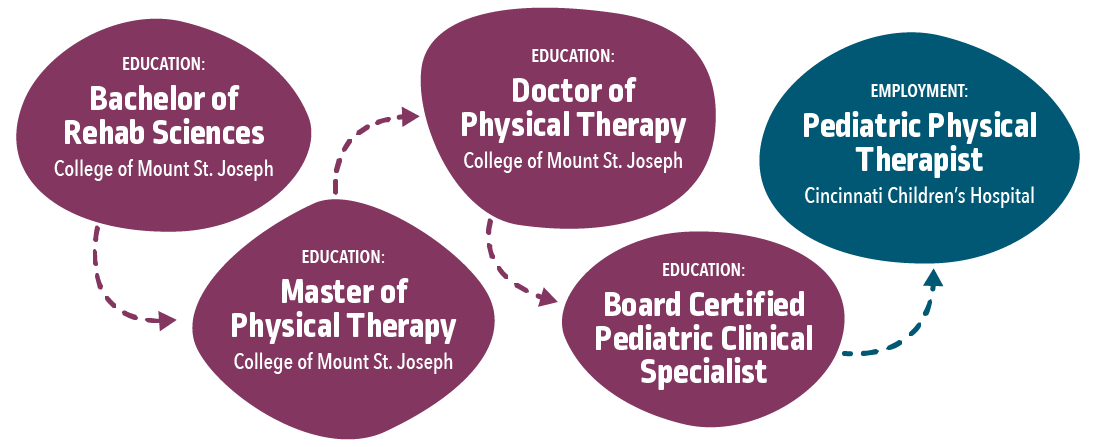 EDUCATION:
Bachelor of
Rehab Sciences
College of Mount St. Joseph
EDUCATION:
Master of
Physical Therapy
College of Mount St. Joseph
EDUCATION:
Doctor of
Physical Therapy
College of Mount St. Joseph
EDUCATION:
Board Certified
Pediatric Clinical
Specialist
EMPLOYMENT:
Pediatric Physical
Therapist
Cincinnati Children’s Hospital